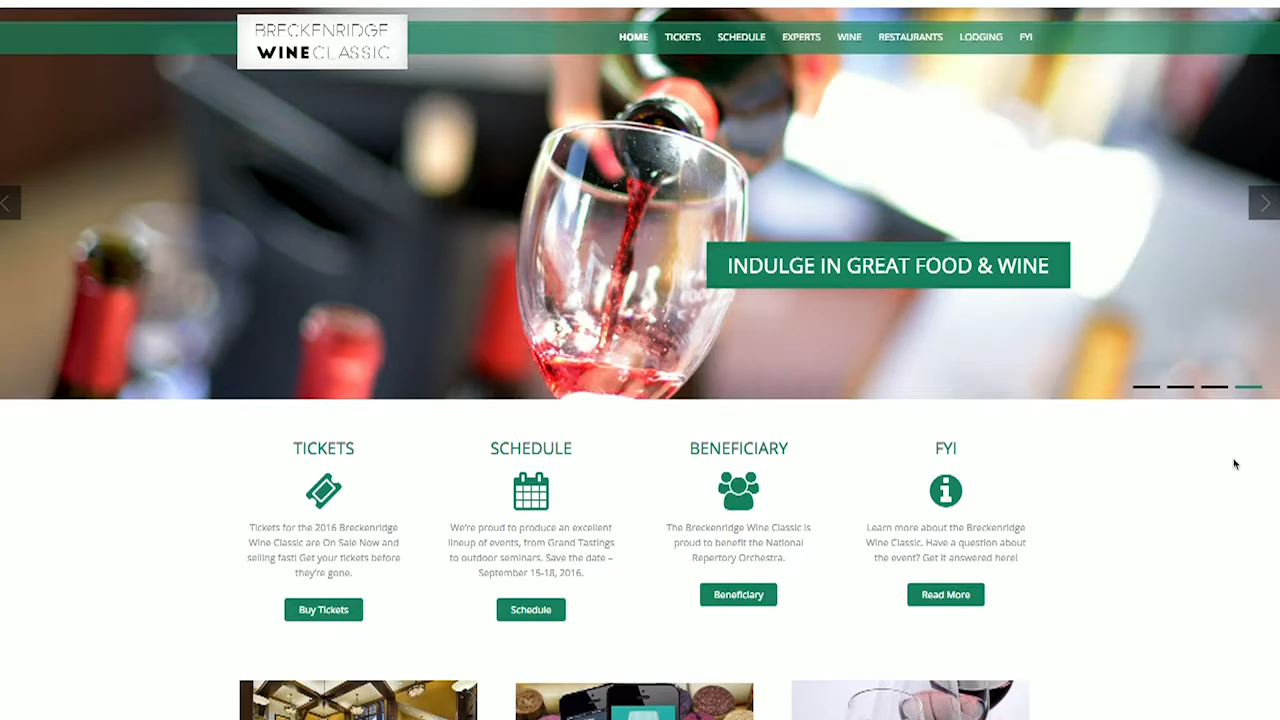 BRECKENRIDGE
WINE CLASSIC
HOME TICKETS SCHEDULE EXPERTS WINE RESTAURANTS LODGING FYI
INDULGE IN GREAT FOOD & WINE
TICKETS
Tickets for the 2016 Breckenridge
Wine Classic are On Sale Now and
selling fast! Get your tickets before
they're gone.
Buy Tickets
SCHEDULE
We're proud to produce an excellent
lineup of events, from Grand Tastings
to outdoor seminars. Save the date –
September 15-18, 2016.
Schedule
BENEFICIARY
The Breckenridge Wine Classic is
proud to benefit the National
Repertory Orchestra.
Beneficiary
FYI
Learn more about the Breckenridge
Wine Classic. Have a question about
the event? Get it answered here!
Read More